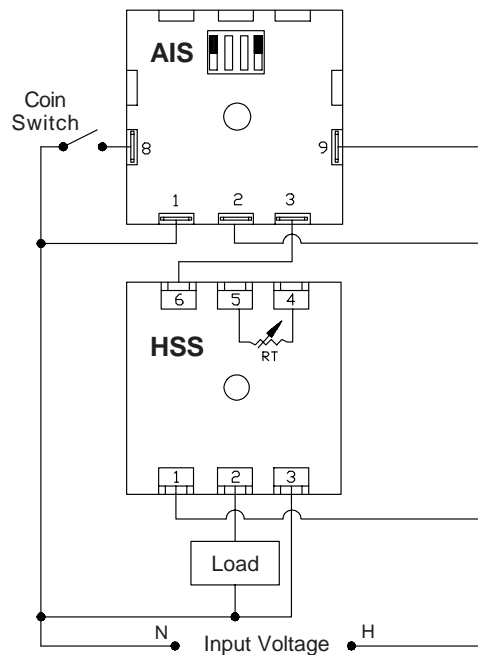 AIS
Coin
Switch
8
9
1 2 3
6 5 4
HSS
RT
1 2 3
Load
N Input Voltage H